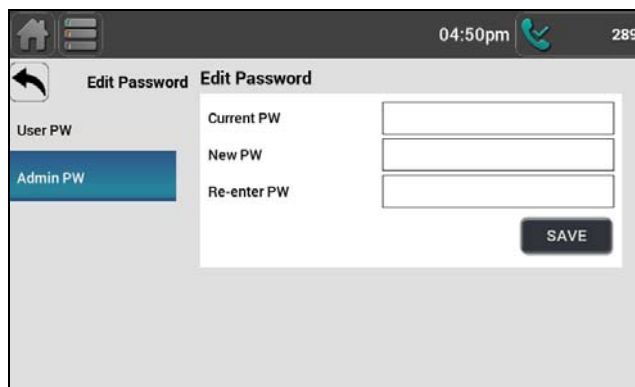 04:50pm 289
Edit Password
Edit Password
User PW
Admin PW
Current PW
New PW
Re-enter PW
SAVE